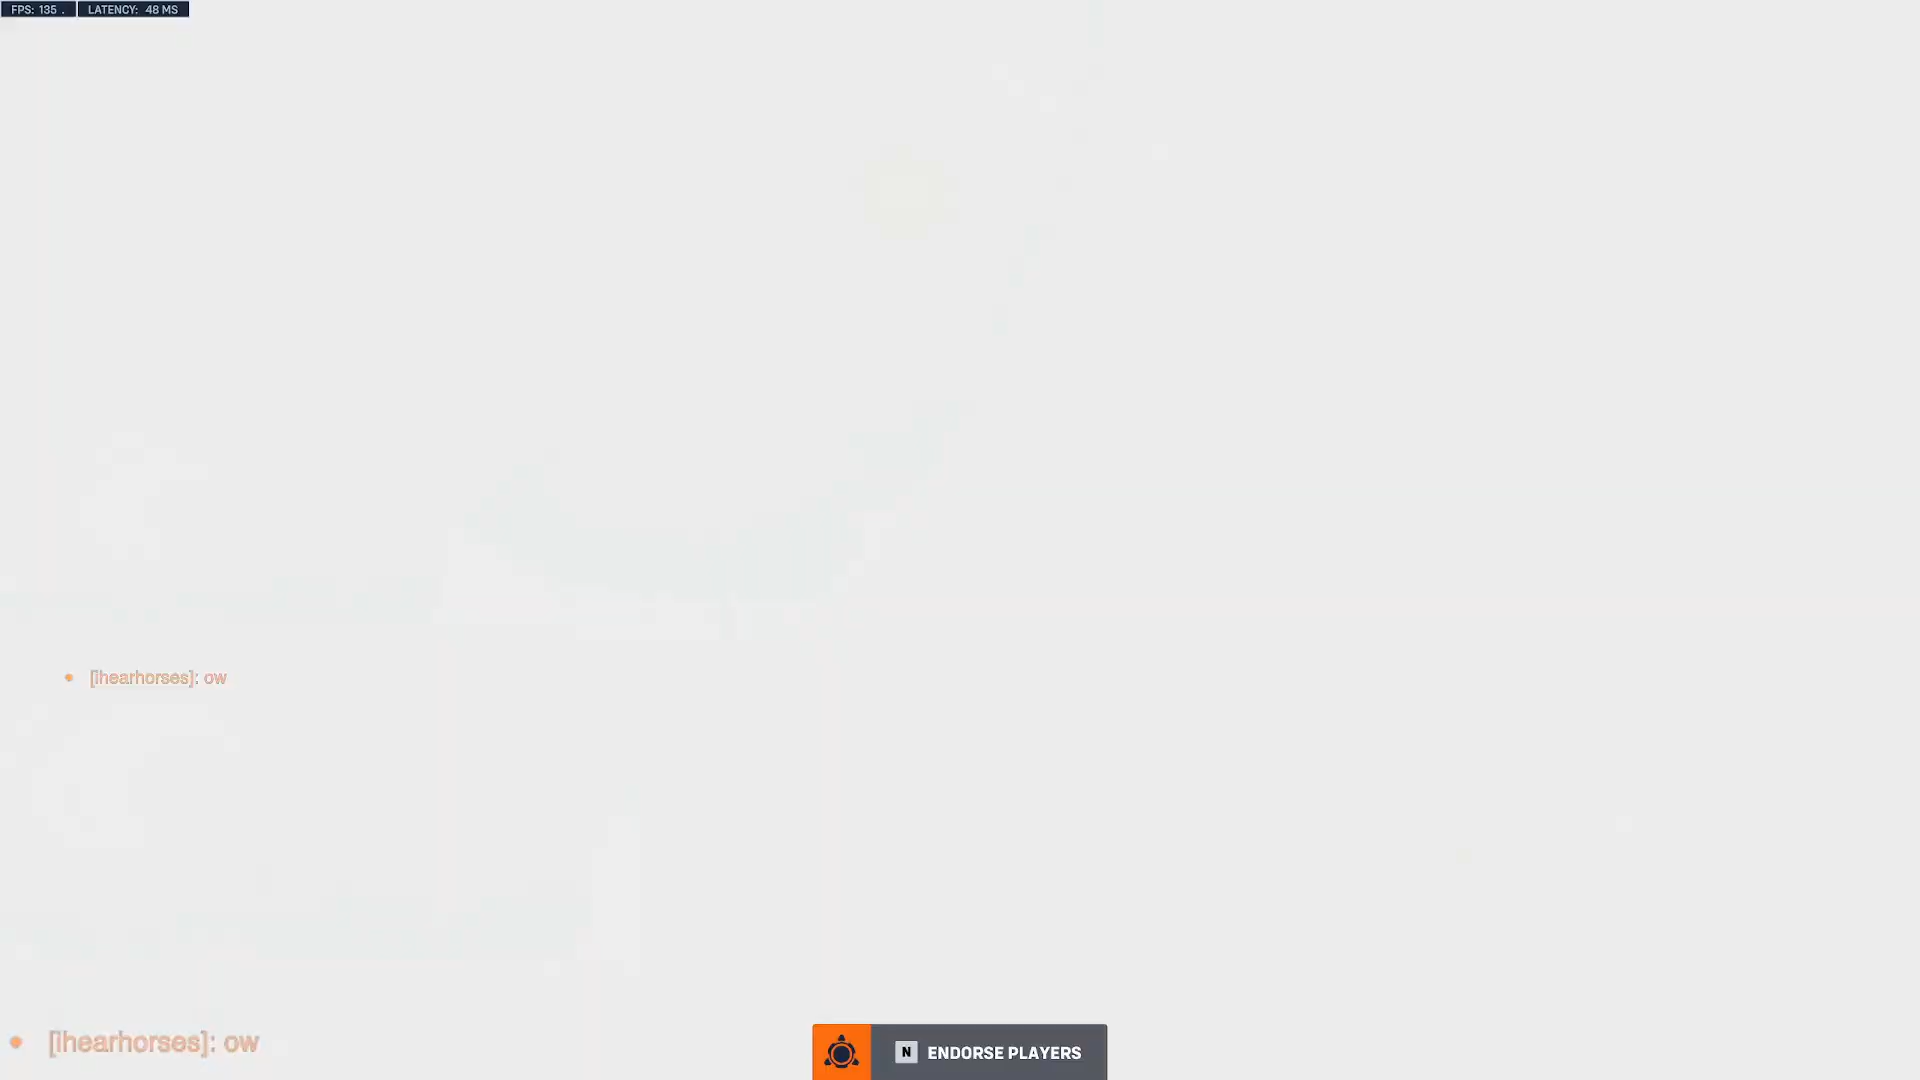 FPS: 135 . LATENCY: 48 MS
[ihearhorses]: ow
[ihearhorses]: ow
N ENDORSE PLAYERS